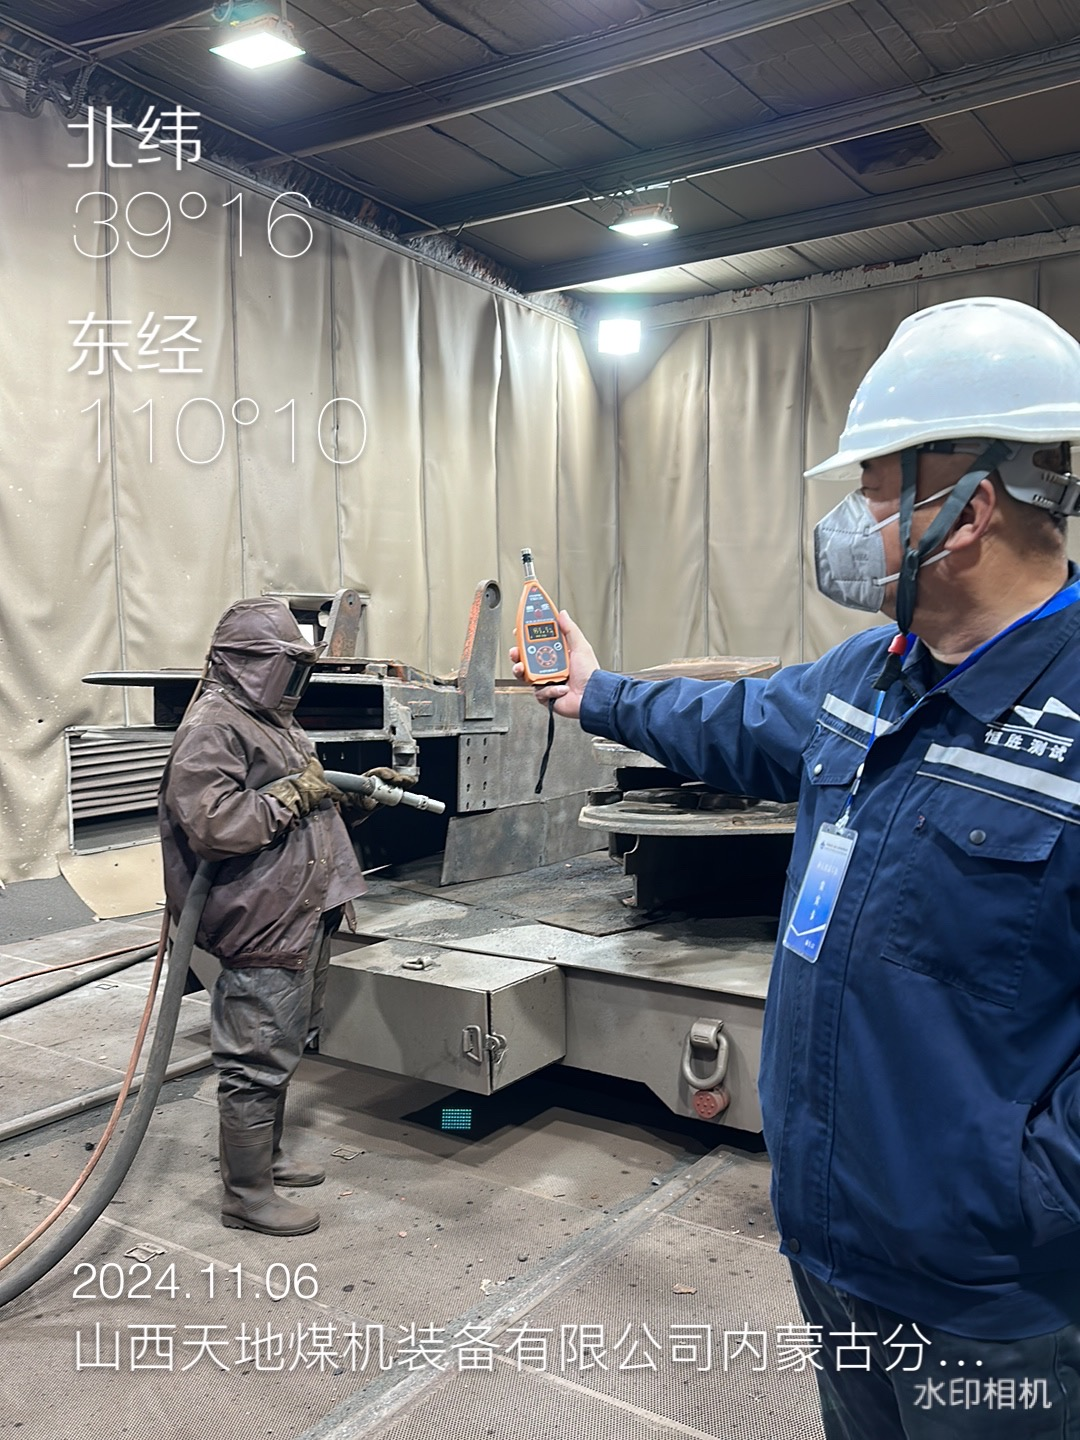 北纬
39°16
东经
110°10
恒胜测试
2024.11.06
山西天地煤机装备有限公司内蒙古分...
水印相机